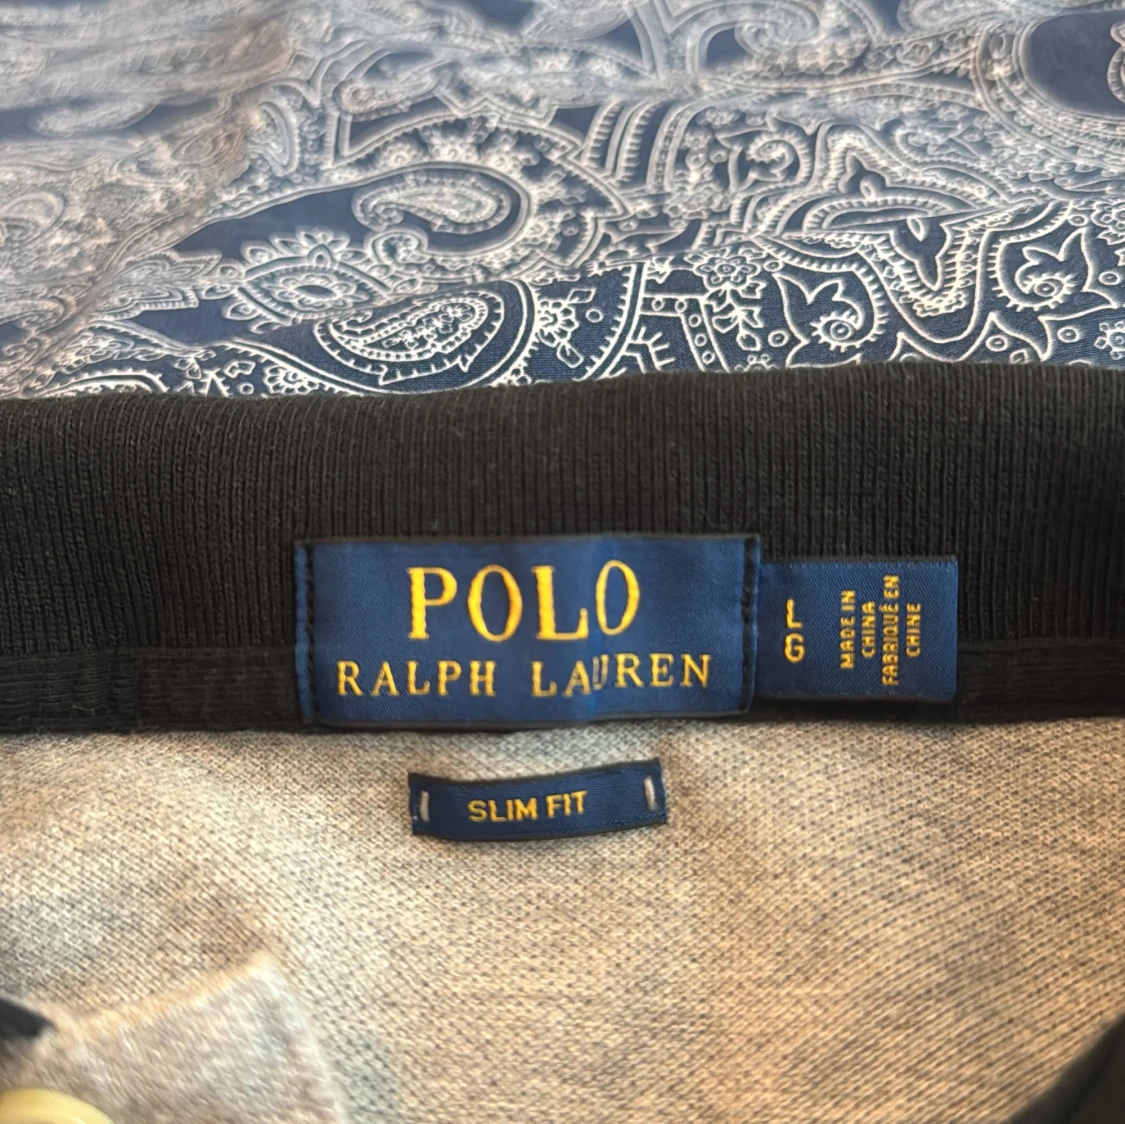 POLO
RALPH LAUREN
L
G
MADE IN
CHINA
FABRIQUÉ EN
CHINE
SLIM FIT